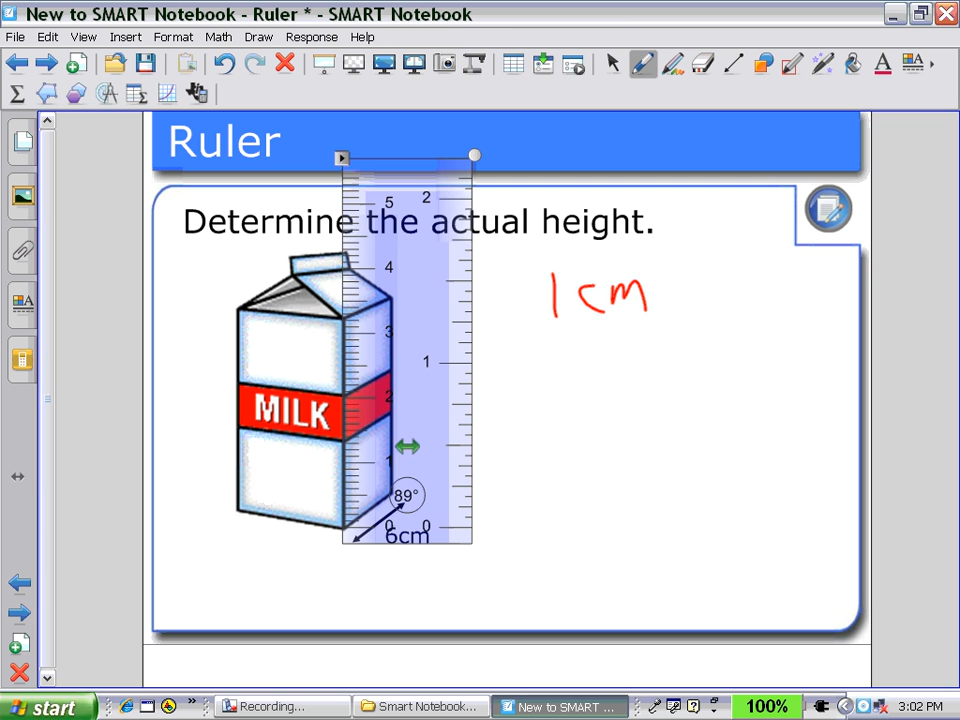 New to SMART Notebook - Ruler * - SMART Notebook
File Edit View Insert Format Math Draw Response Help
Ruler
Determine the actual height.
5 2
4
1cm
3
1
2
MILK
1
89°
0 0
6cm
start Recording... Smart Notebook... New to SMART ... 100% 3:02 PM